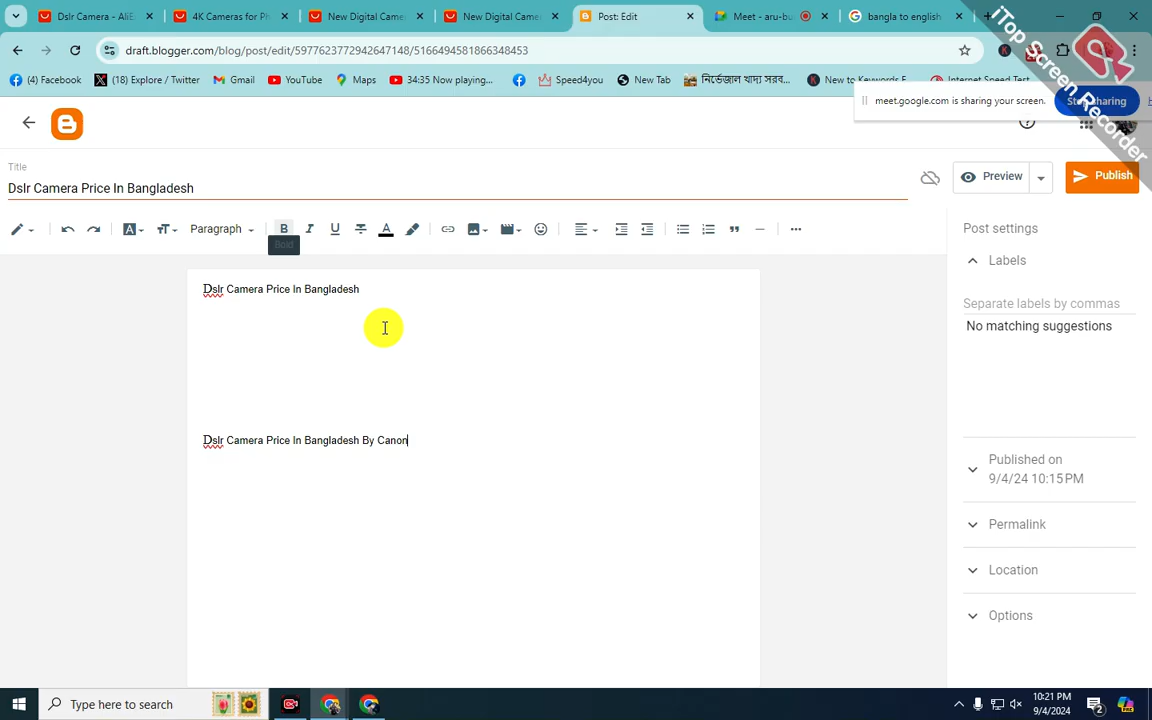 Dslr Camera - AliE
4K Cameras for Ph
New Digital Came
New Digital Came
Post: Edit
Meet - aru-bu
bangla to english
iTop Screen Recorder
draft.blogger.com/blog/post/edit/5977623772942647148/5166494581866348453
(4) Facebook
(18) Explore / Twitter
Gmail
YouTube
Maps
34:35 Now playing...
Speed4you
New Tab
নির্ভেজাল খাদ্য সরব...
New to Keywords E
Internet Speed Test
meet.google.com is sharing your screen.
Stop sharing
Title
Dslr Camera Price In Bangladesh
Preview
Publish
Paragraph
B
Bold
Dslr Camera Price In Bangladesh
Dslr Camera Price In Bangladesh By Canon
Post settings
Labels
Separate labels by commas
No matching suggestions
Published on
9/4/24 10:15 PM
Permalink
Location
Options
Type here to search
10:21 PM
9/4/2024
2